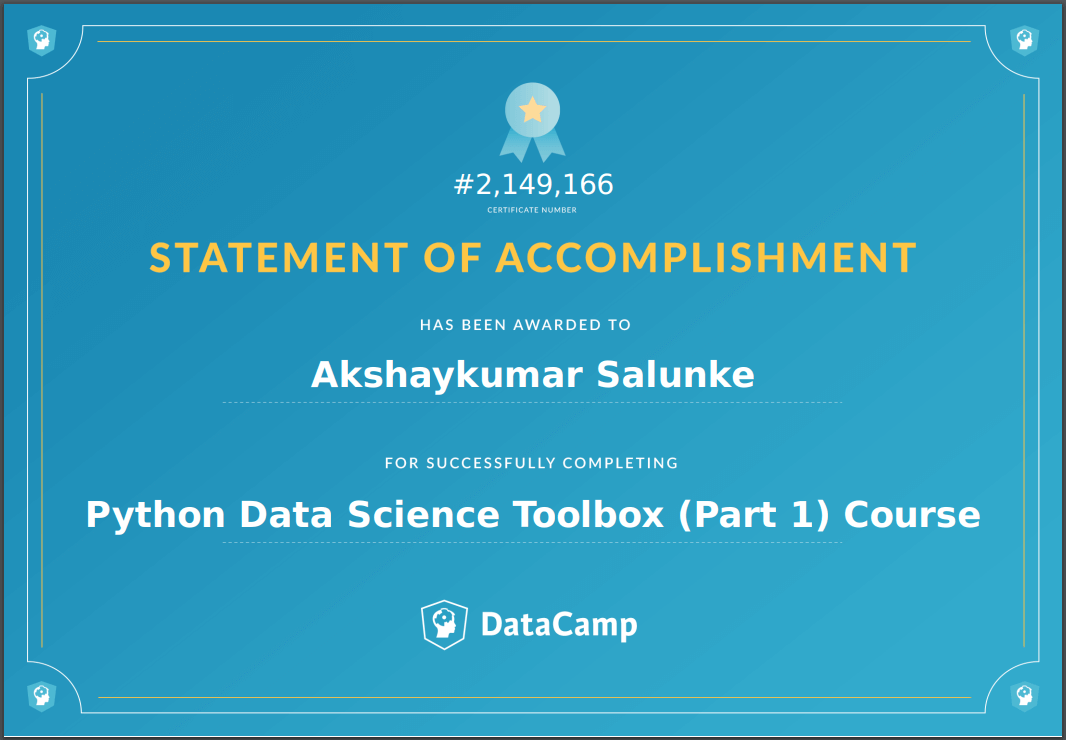 #2,149,166
CERTIFICATE NUMBER
STATEMENT OF ACCOMPLISHMENT
HAS BEEN AWARDED TO
Akshaykumar Salunke
FOR SUCCESSFULLY COMPLETING
Python Data Science Toolbox (Part 1) Course
DataCamp